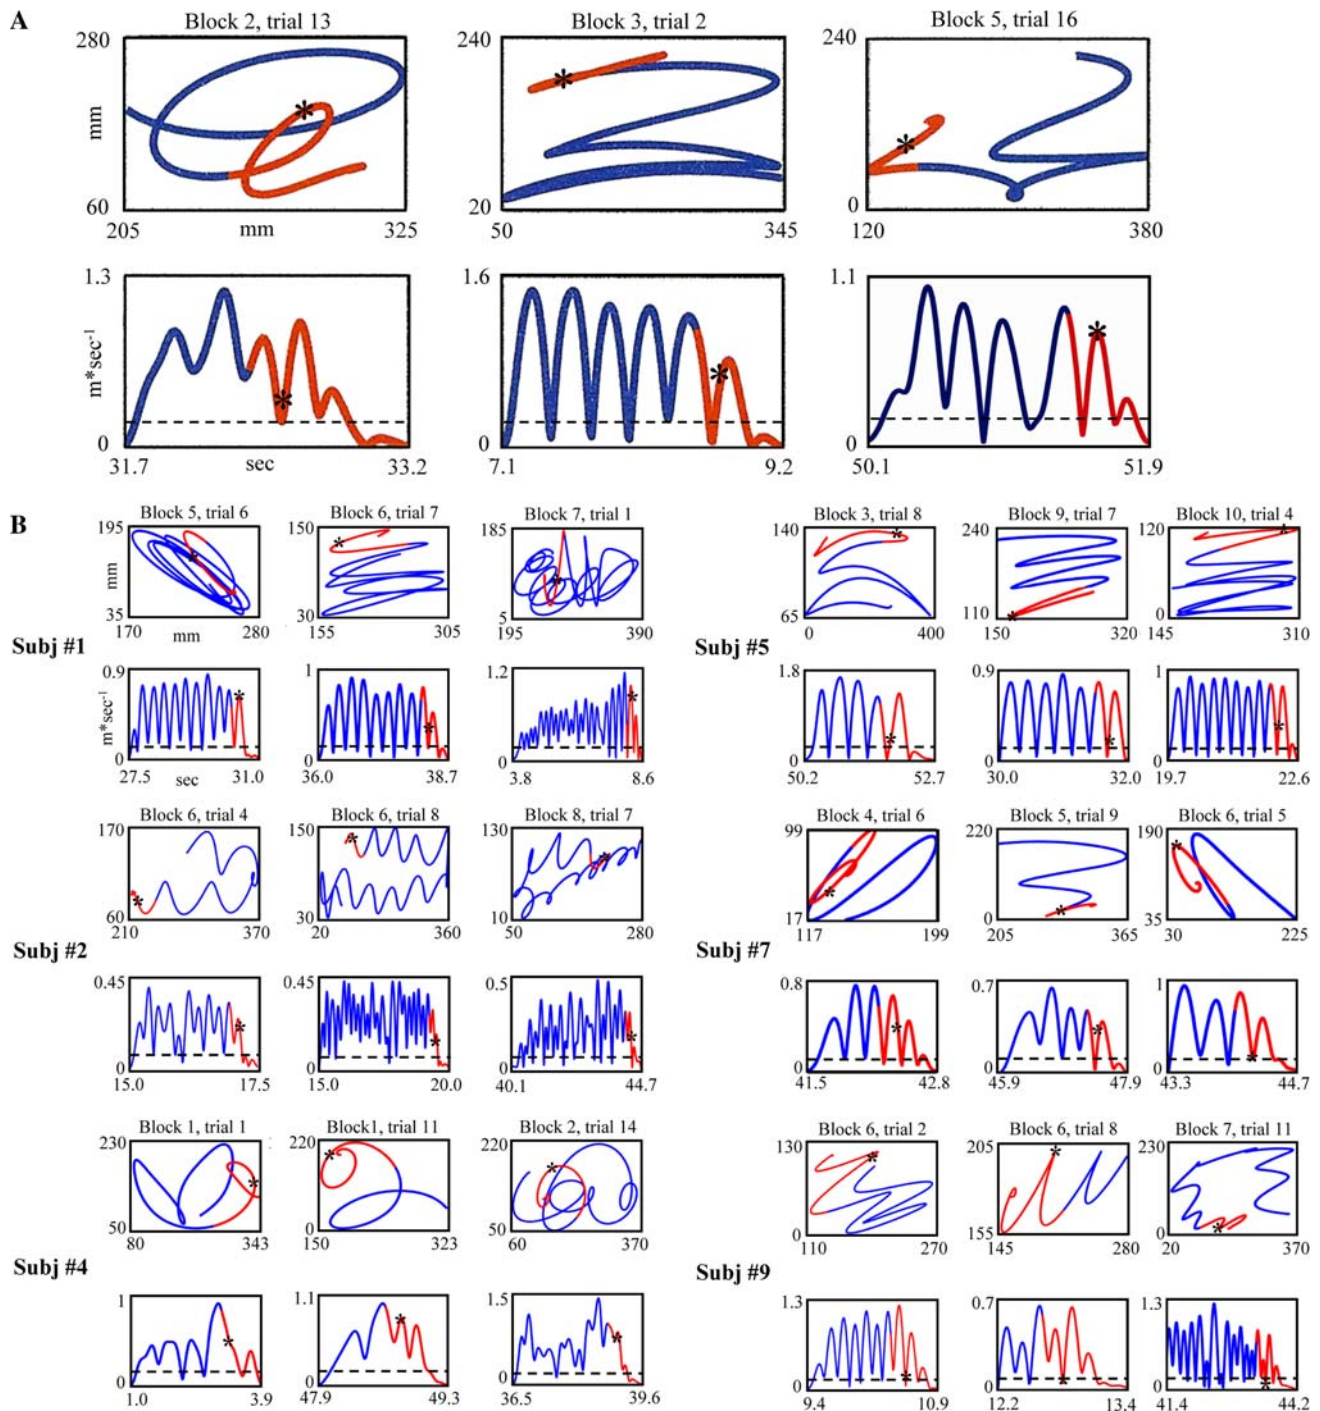 A
Block 2, trial 13 Block 3, trial 2 Block 5, trial 16
280 240 240
mm
60 20 0
205 mm 325 50 345 120 380
1.3 1.6 1.1
m*sec-1
* * *
0 0 0
31.7 sec 33.2 7.1 9.2 50.1 51.9
B
Block 5, trial 6 Block 6, trial 7 Block 7, trial 1 Block 3, trial 8 Block 9, trial 7 Block 10, trial 4
195 150 185 140 240 120
mm
35 30 5 65 110 0
170 mm 280 155 305 195 390 0 400 150 320 145 310
Subj #1 Subj #5
0.9 1 1.2 1.8 0.9 1
m*sec-1
0 0 0 0 0 0
27.5 sec 31.0 36.0 38.7 3.8 8.6 50.2 52.7 30.0 32.0 19.7 22.6
Block 6, trial 4 Block 6, trial 8 Block 8, trial 7 Block 4, trial 6 Block 5, trial 9 Block 6, trial 5
170 150 130 99 220 190
60 30 10 17 0 35
210 370 20 360 50 280 117 199 205 365 30 225
Subj #2 Subj #7
0.45 0.45 0.5 0.8 0.7 1
0 0 0 0 0 0
15.0 17.5 15.0 20.0 40.1 44.7 41.5 42.8 45.9 47.9 43.3 44.7
Block 1, trial 1 Block1, trial 11 Block 2, trial 14 Block 6, trial 2 Block 6, trial 8 Block 7, trial 11
230 220 220 130 205 230
50 0 50 0 155 0
80 343 150 323 60 370 110 270 145 280 20 370
Subj #4 Subj #9
1 1.1 1.5 1.3 0.7 1.3
0 0 0 0 0 0
1.0 3.9 47.9 49.3 36.5 39.6 9.4 10.9 12.2 13.4 41.4 44.2